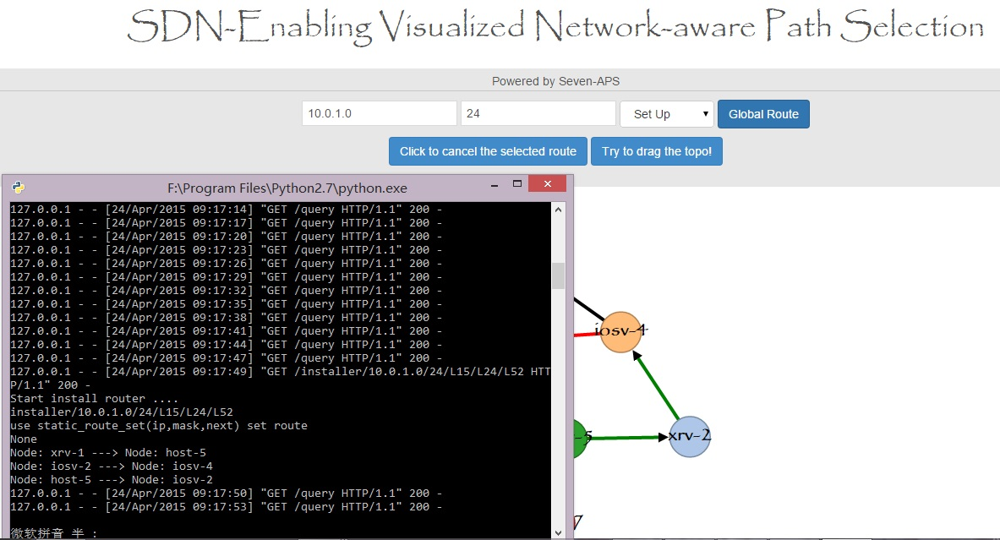 SDN-Enabling Visualized Network-aware Path Selection
Powered by Seven-APS
10.0.1.0 24 Set Up Global Route
Click to cancel the selected route Try to drag the topo!
F:\Program Files\Python2.7\python.exe
127.0.0.1 - - [24/Apr/2015 09:17:14] "GET /query HTTP/1.1" 200 -
127.0.0.1 - - [24/Apr/2015 09:17:17] "GET /query HTTP/1.1" 200 -
127.0.0.1 - - [24/Apr/2015 09:17:20] "GET /query HTTP/1.1" 200 -
127.0.0.1 - - [24/Apr/2015 09:17:23] "GET /query HTTP/1.1" 200 -
127.0.0.1 - - [24/Apr/2015 09:17:26] "GET /query HTTP/1.1" 200 -
127.0.0.1 - - [24/Apr/2015 09:17:29] "GET /query HTTP/1.1" 200 -
127.0.0.1 - - [24/Apr/2015 09:17:32] "GET /query HTTP/1.1" 200 -
127.0.0.1 - - [24/Apr/2015 09:17:35] "GET /query HTTP/1.1" 200 -
127.0.0.1 - - [24/Apr/2015 09:17:38] "GET /query HTTP/1.1" 200 -
127.0.0.1 - - [24/Apr/2015 09:17:41] "GET /query HTTP/1.1" 200 -
127.0.0.1 - - [24/Apr/2015 09:17:44] "GET /query HTTP/1.1" 200 -
127.0.0.1 - - [24/Apr/2015 09:17:47] "GET /query HTTP/1.1" 200 -
127.0.0.1 - - [24/Apr/2015 09:17:49] "GET /installer/10.0.1.0/24/L15/L24/L52 HTT
P/1.1" 200 -
Start install router ....
installer/10.0.1.0/24/L15/L24/L52
use static_route_set(ip,mask,next) set route
None
Node: xrv-1 ---> Node: host-5
Node: iosv-2 ---> Node: iosv-4
Node: host-5 ---> Node: iosv-2
127.0.0.1 - - [24/Apr/2015 09:17:50] "GET /query HTTP/1.1" 200 -
127.0.0.1 - - [24/Apr/2015 09:17:53] "GET /query HTTP/1.1" 200 -
微软拼音 半 :
iosv-4
-5
xrv-2